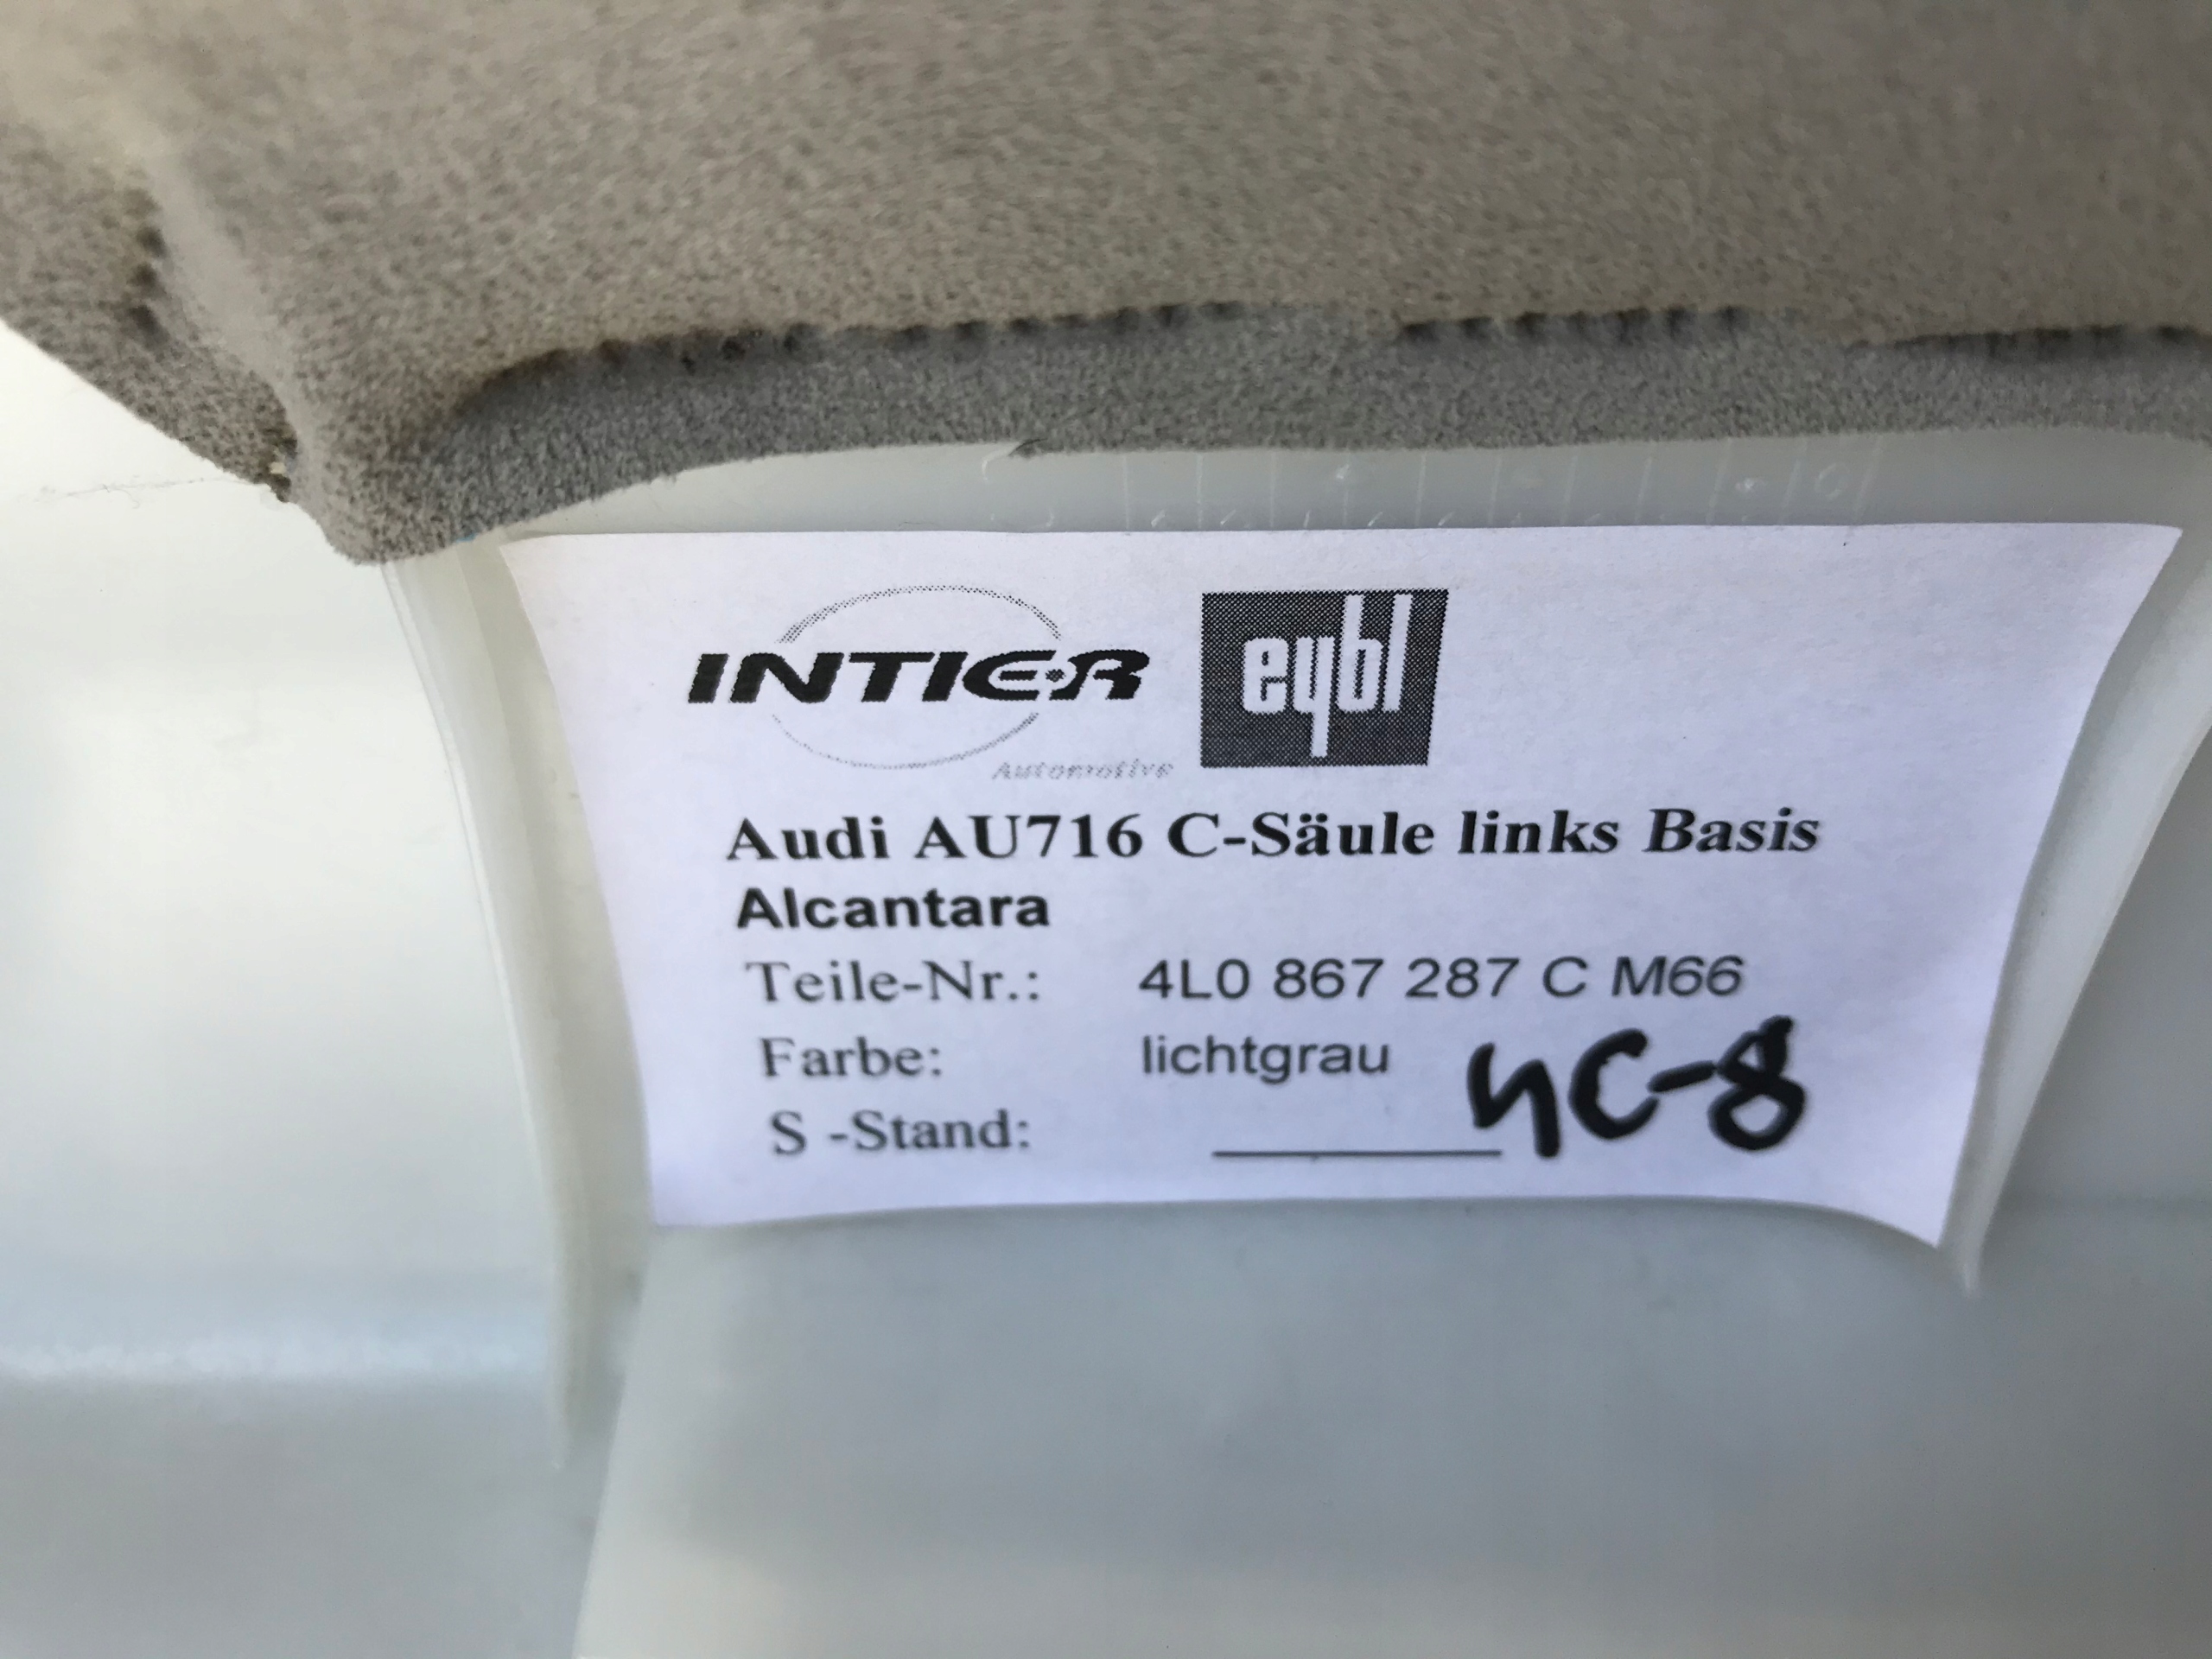 INTIER eybl
Automotive
Audi AU716 C-Säule links Basis
Alcantara
Teile-Nr.: 4L0 867 287 C M66
Farbe: lichtgrau
S -Stand: 4C-8